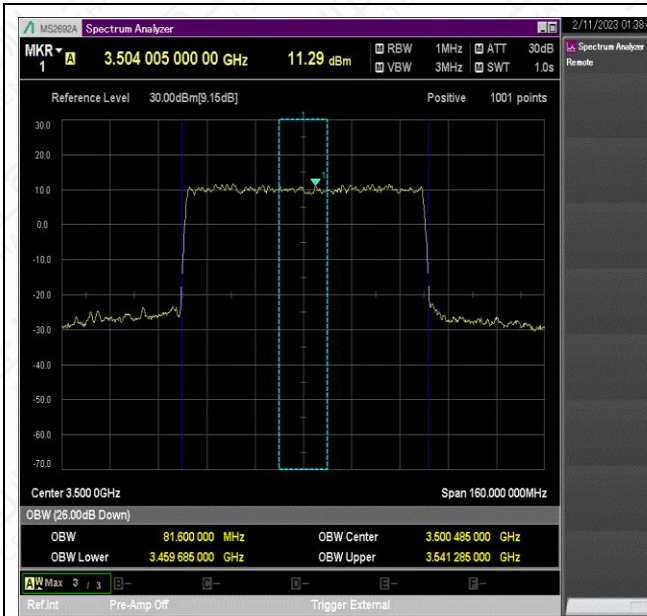 MS2692A Spectrum Analyzer
2/11/2023 01:38:
MKR 1 A 3.504 005 000 00 GHz 11.29 dBm
M RBW 1MHz M ATT 30dB
M VBW 3MHz M SWT 1.0s
Spectrum Analyzer
Remote
Reference Level 30.00dBm[9.15dB] Positive 1001 points
1
30.0
20.0
10.0
1
0.0
-10.0
-20.0
-30.0
-40.0
-50.0
-60.0
-70.0
Center 3.500 0GHz Span 160.000 000MHz
OBW (26.00dB Down)
OBW 81.600 000 MHz OBW Center 3.500 485 000 GHz
OBW Lower 3.459 685 000 GHz OBW Upper 3.541 285 000 GHz
A W Max 3 / 3 B- C- D- E- F-
Ref.Int Pre-Amp Off Trigger External